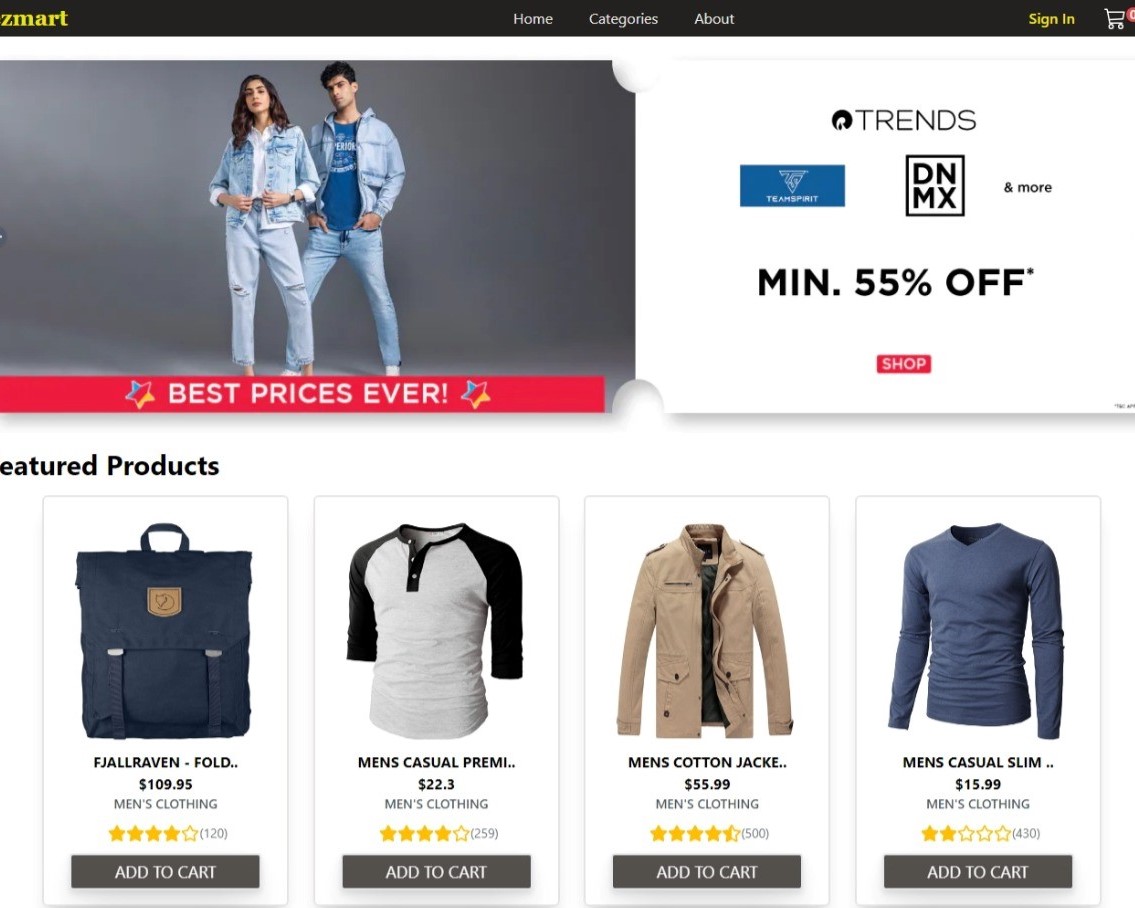 zmart
Home Categories About Sign In
TRENDS
TEAMSPIRIT
DN
MX
& more
MIN. 55% OFF*
SHOP
BEST PRICES EVER!
eatured Products
FJALLRAVEN - FOLD..
$109.95
MEN'S CLOTHING
(120)
ADD TO CART
MENS CASUAL PREMI..
$22.3
MEN'S CLOTHING
(259)
ADD TO CART
MENS COTTON JACKE..
$55.99
MEN'S CLOTHING
(500)
ADD TO CART
MENS CASUAL SLIM ..
$15.99
MEN'S CLOTHING
(430)
ADD TO CART